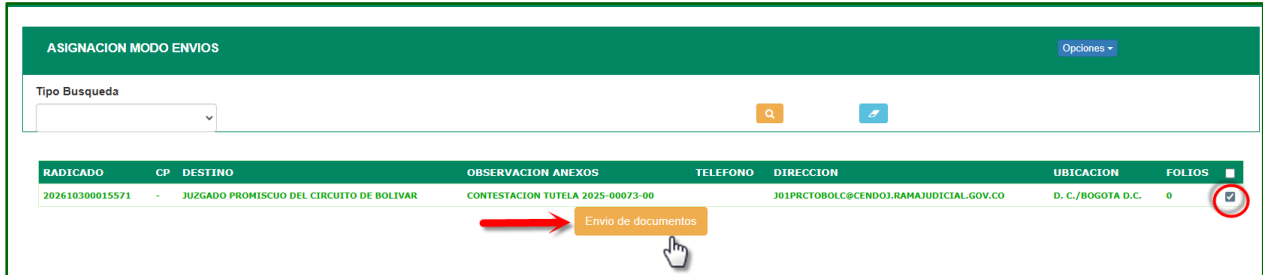 ASIGNACION MODO ENVIOS Opciones
Tipo Busqueda
RADICADO CP DESTINO OBSERVACION ANEXOS TELEFONO DIRECCION UBICACION FOLIOS
202610300015571 - JUZGADO PROMISCUO DEL CIRCUITO DE BOLIVAR CONTESTACION TUTELA 2025-00073-00 J01PRCTOBOLC@CENDOJ.RAMAJUDICIAL.GOV.CO D. C./BOGOTA D.C. 0
Envio de documentos